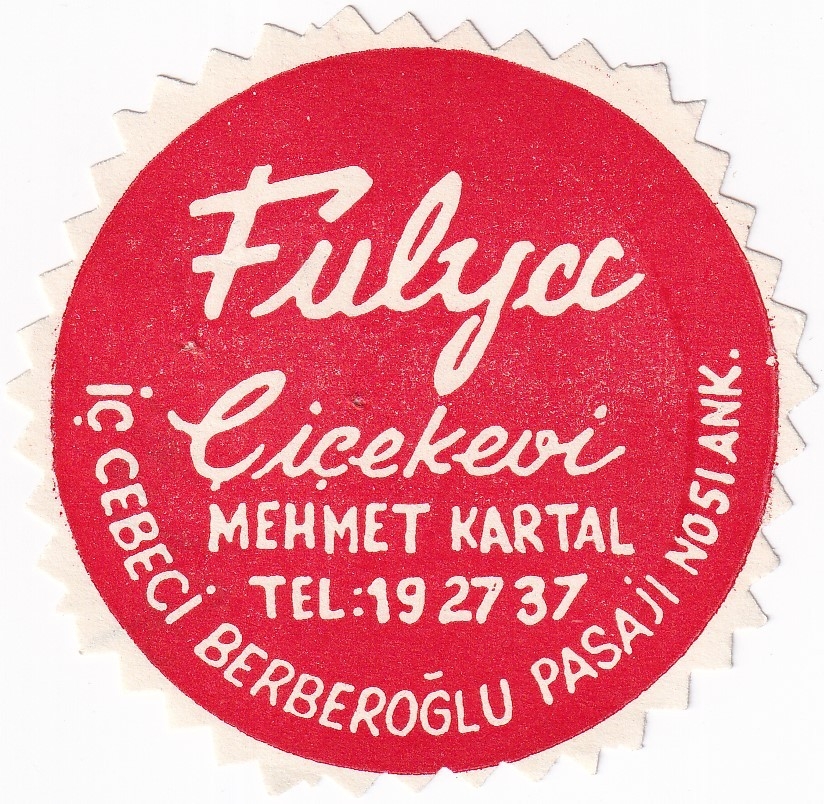 Fulya
Çiçekevi
MEHMET KARTAL
TEL:19 27 37
İÇ CEBECİ BERBEROĞLU PASAJİ NO 51 ANK.